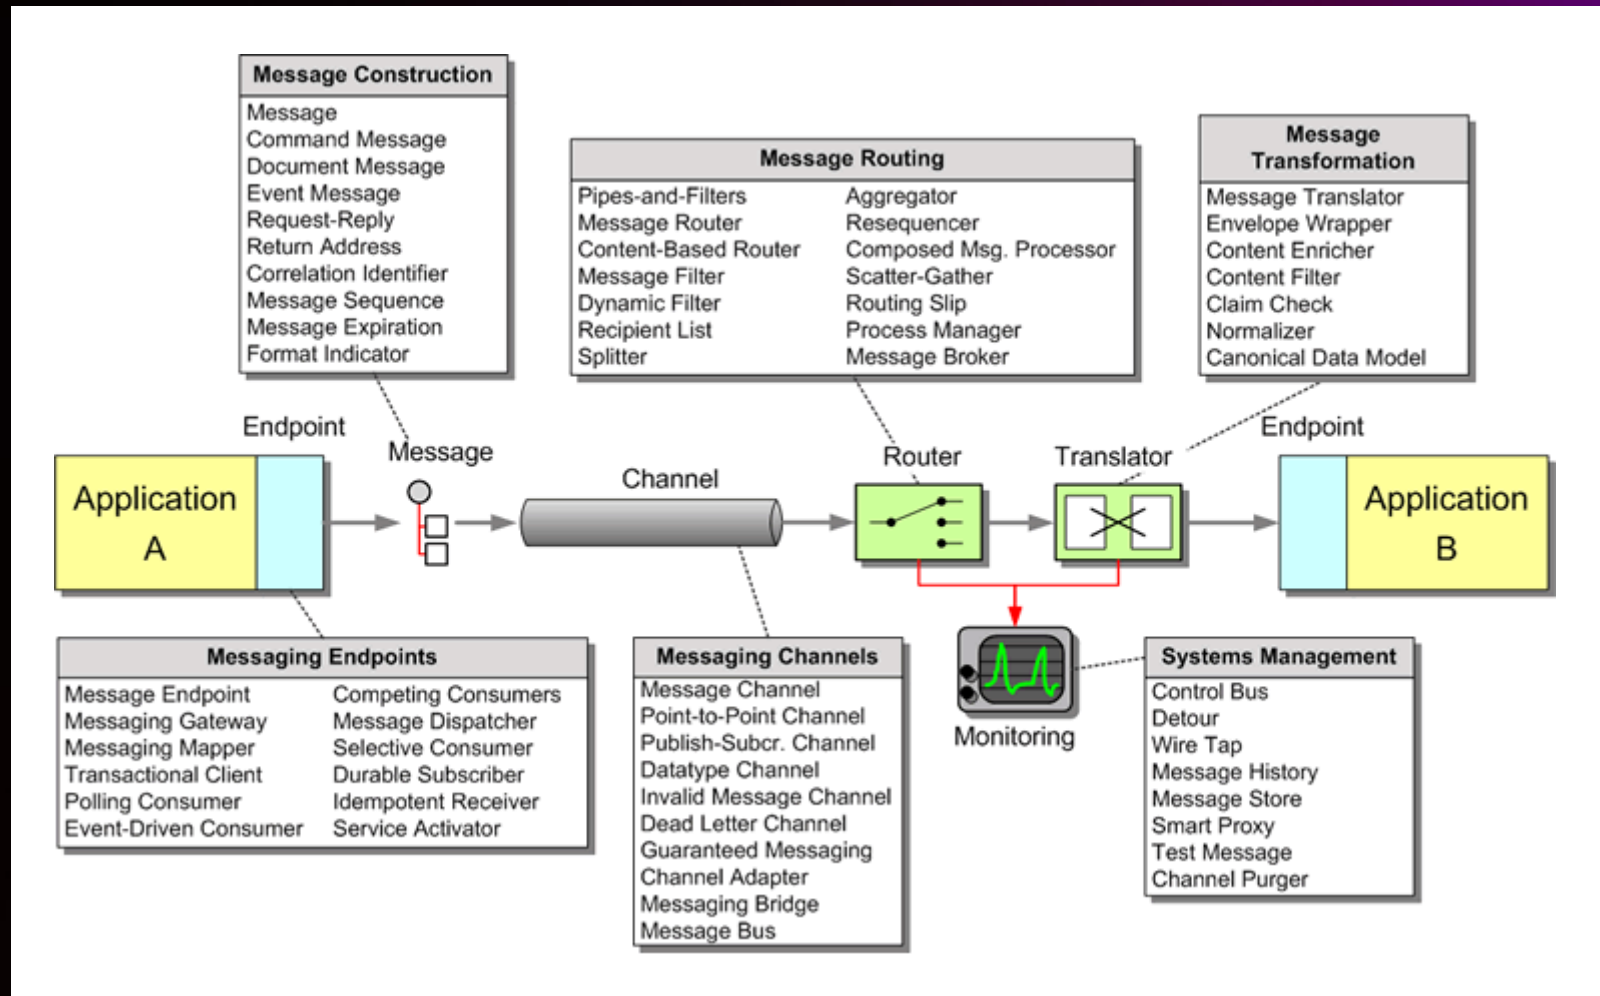 Message Construction
Message
Command Message
Document Message
Event Message
Request-Reply
Return Address
Correlation Identifier
Message Sequence
Message Expiration
Format Indicator
Message Routing
Pipes-and-Filters
Message Router
Content-Based Router
Message Filter
Dynamic Filter
Recipient List
Splitter
Aggregator
Resequencer
Composed Msg. Processor
Scatter-Gather
Routing Slip
Process Manager
Message Broker
Message
Transformation
Message Translator
Envelope Wrapper
Content Enricher
Content Filter
Claim Check
Normalizer
Canonical Data Model
Endpoint
Message
Channel
Router
Translator
Endpoint
Application
A
Application
B
Messaging Endpoints
Message Endpoint
Messaging Gateway
Messaging Mapper
Transactional Client
Polling Consumer
Event-Driven Consumer
Competing Consumers
Message Dispatcher
Selective Consumer
Durable Subscriber
Idempotent Receiver
Service Activator
Messaging Channels
Message Channel
Point-to-Point Channel
Publish-Subcr. Channel
Datatype Channel
Invalid Message Channel
Dead Letter Channel
Guaranteed Messaging
Channel Adapter
Messaging Bridge
Message Bus
Monitoring
Systems Management
Control Bus
Detour
Wire Tap
Message History
Message Store
Smart Proxy
Test Message
Channel Purger